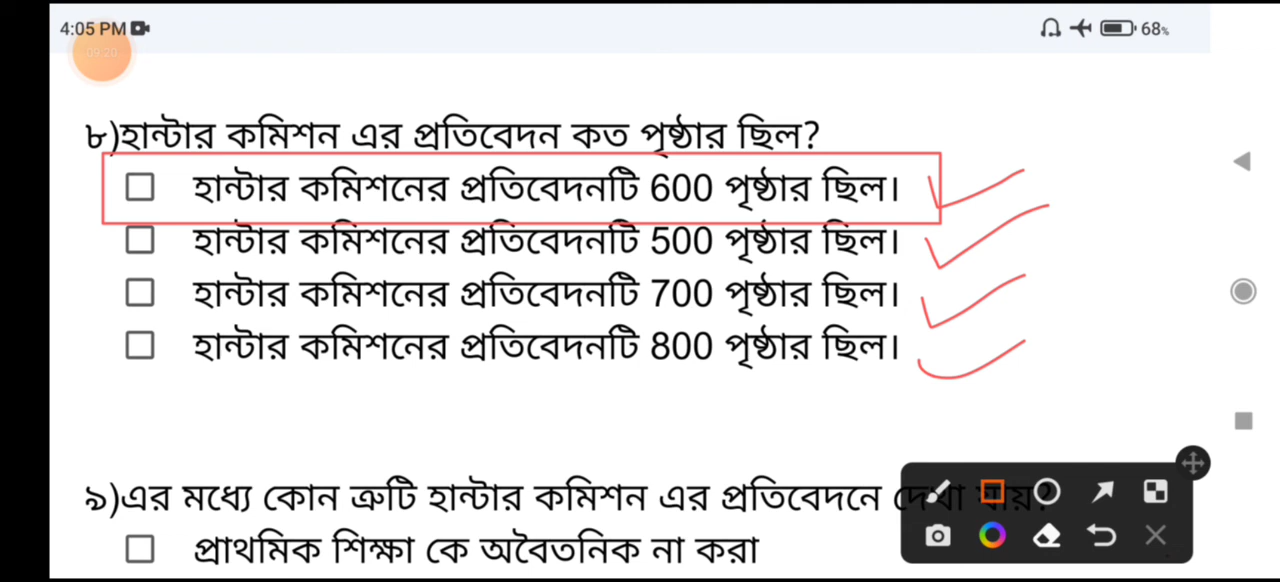 4:05 PM
68%
09:20
৮)হান্টার কমিশন এর প্রতিবেদন কত পৃষ্ঠার ছিল?
হান্টার কমিশনের প্রতিবেদনটি 600 পৃষ্ঠার ছিল।
হান্টার কমিশনের প্রতিবেদনটি 500 পৃষ্ঠার ছিল।
হান্টার কমিশনের প্রতিবেদনটি 700 পৃষ্ঠার ছিল।
হান্টার কমিশনের প্রতিবেদনটি 800 পৃষ্ঠার ছিল।
৯)এর মধ্যে কোন ত্রুটি হান্টার কমিশন এর প্রতিবেদনে দেখা যায়?
প্রাথমিক শিক্ষা কে অবৈতনিক না করা